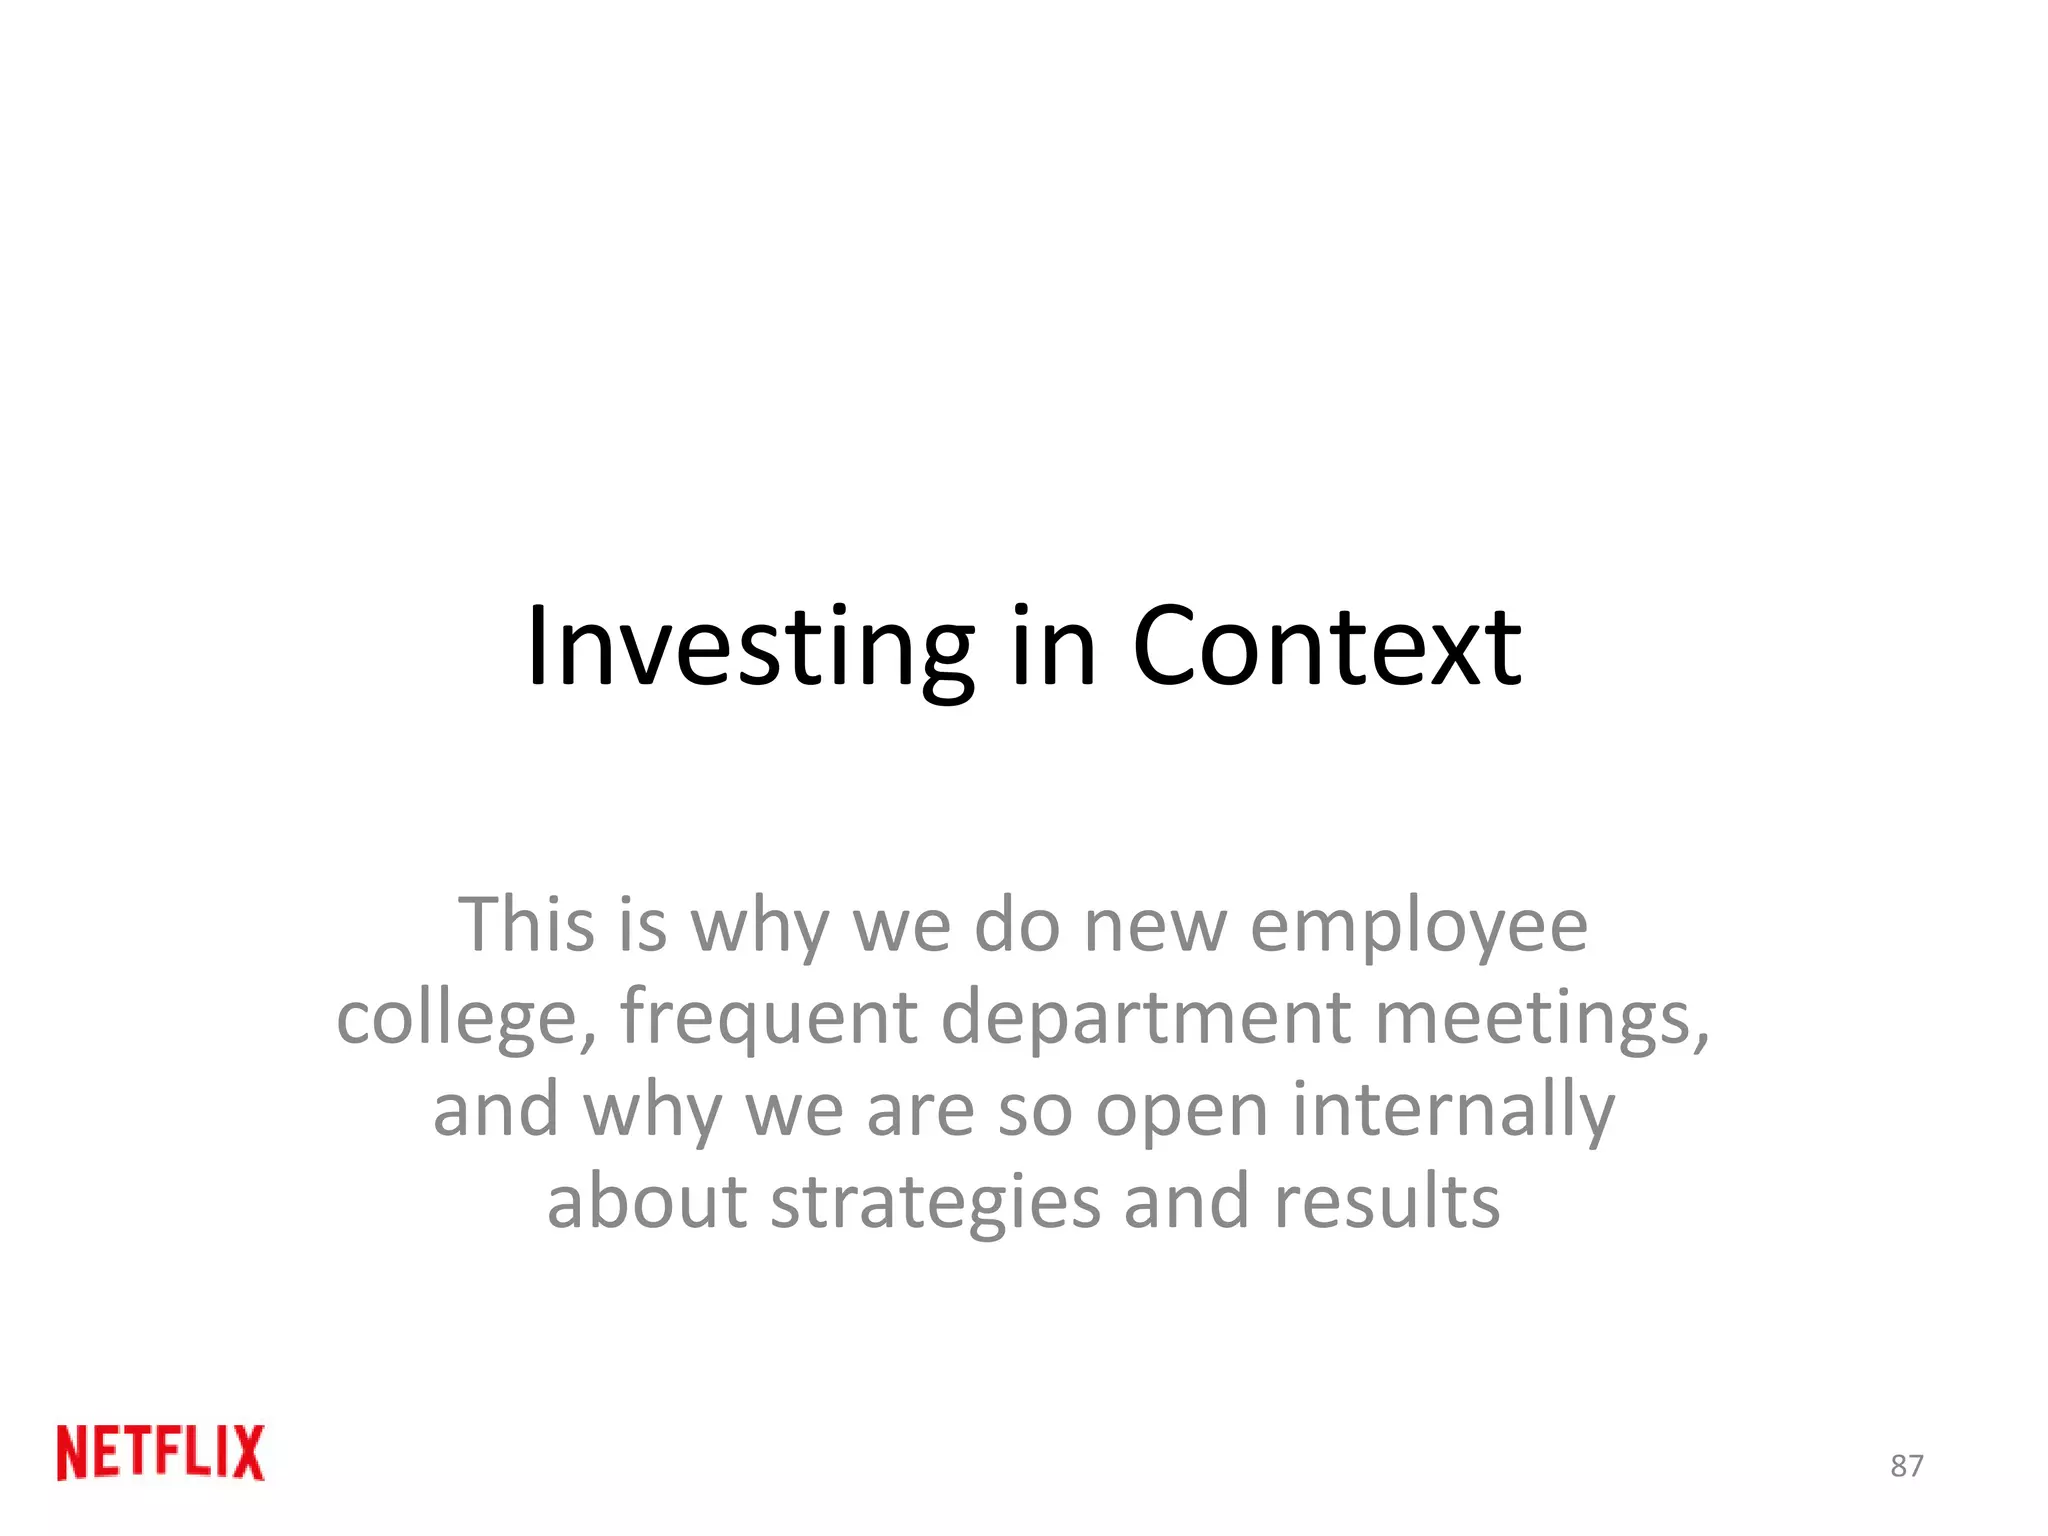 Investing in Context
This is why we do new employee
college, frequent department meetings,
and why we are so open internally
about strategies and results
NETFLIX
87